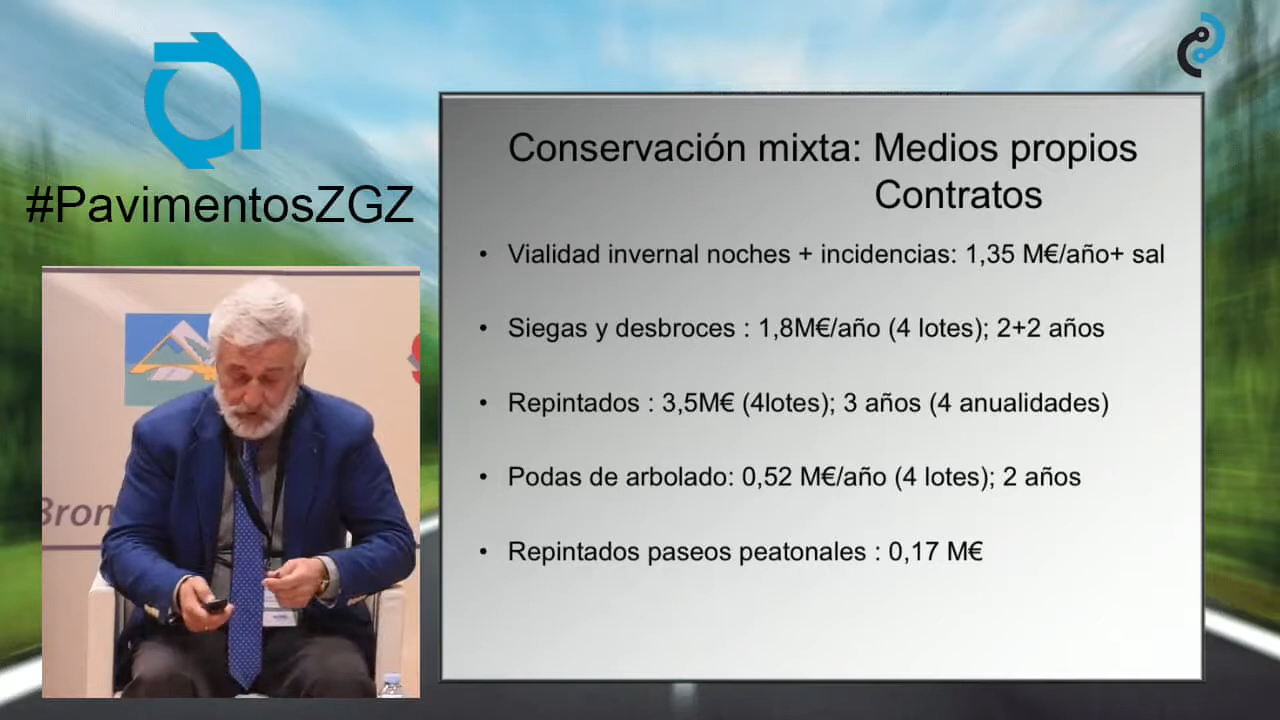 #PavimentosZGZ
Bron
Conservación mixta: Medios propios
Contratos
• Vialidad invernal noches + incidencias: 1,35 M€/año+ sal
• Siegas y desbroces : 1,8M€/año (4 lotes); 2+2 años
• Repintados : 3,5M€ (4lotes); 3 años (4 anualidades)
• Podas de arbolado: 0,52 M€/año (4 lotes); 2 años
• Repintados paseos peatonales : 0,17 M€